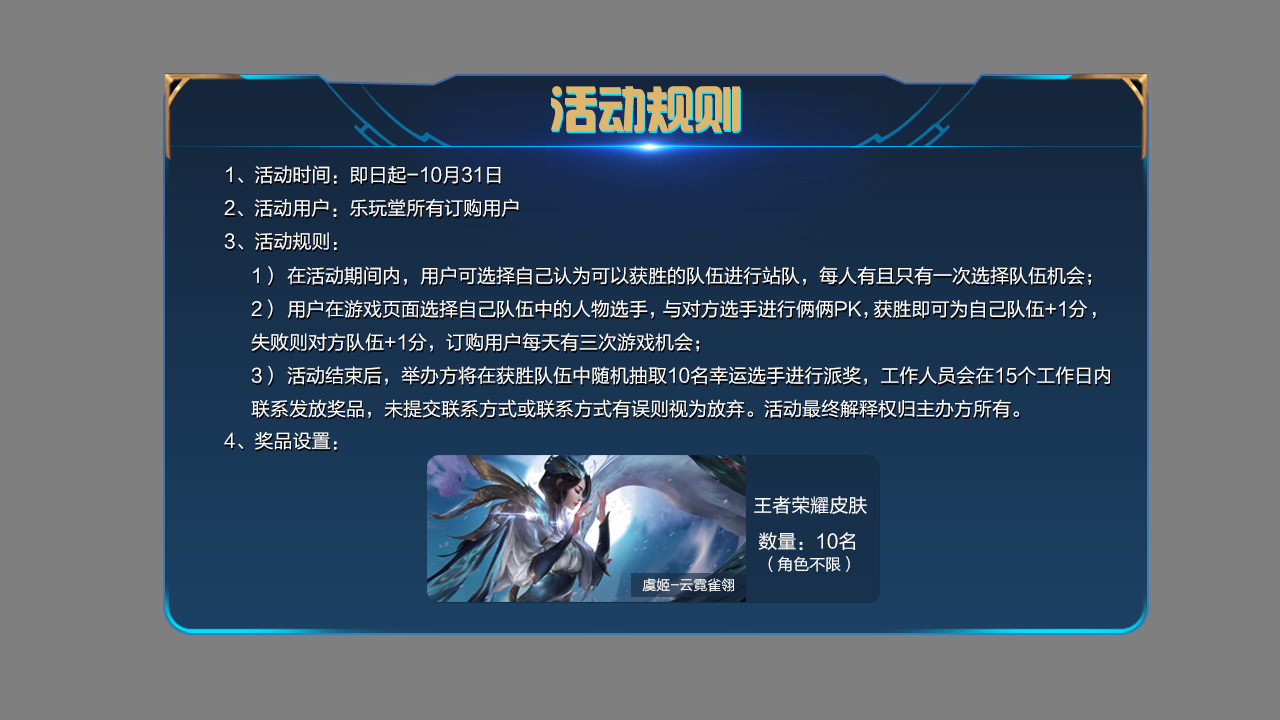 活动规则
1、活动时间：即日起-10月31日
2、活动用户：乐玩堂所有订购用户
3、活动规则：
1）在活动期间内，用户可选择自己认为可以获胜的队伍进行站队，每人有且只有一次选择队伍机会；
2）用户在游戏页面选择自己队伍中的人物选手，与对方选手进行俩俩PK，获胜即可为自己队伍+1分，
失败则对方队伍+1分，订购用户每天有三次游戏机会；
3）活动结束后，举办方将在获胜队伍中随机抽取10名幸运选手进行派奖，工作人员会在15个工作日内
联系发放奖品，未提交联系方式或联系方式有误则视为放弃。活动最终解释权归主办方所有。
4、奖品设置：
王者荣耀皮肤
数量：10名
（角色不限）
虞姬-云霓雀翎